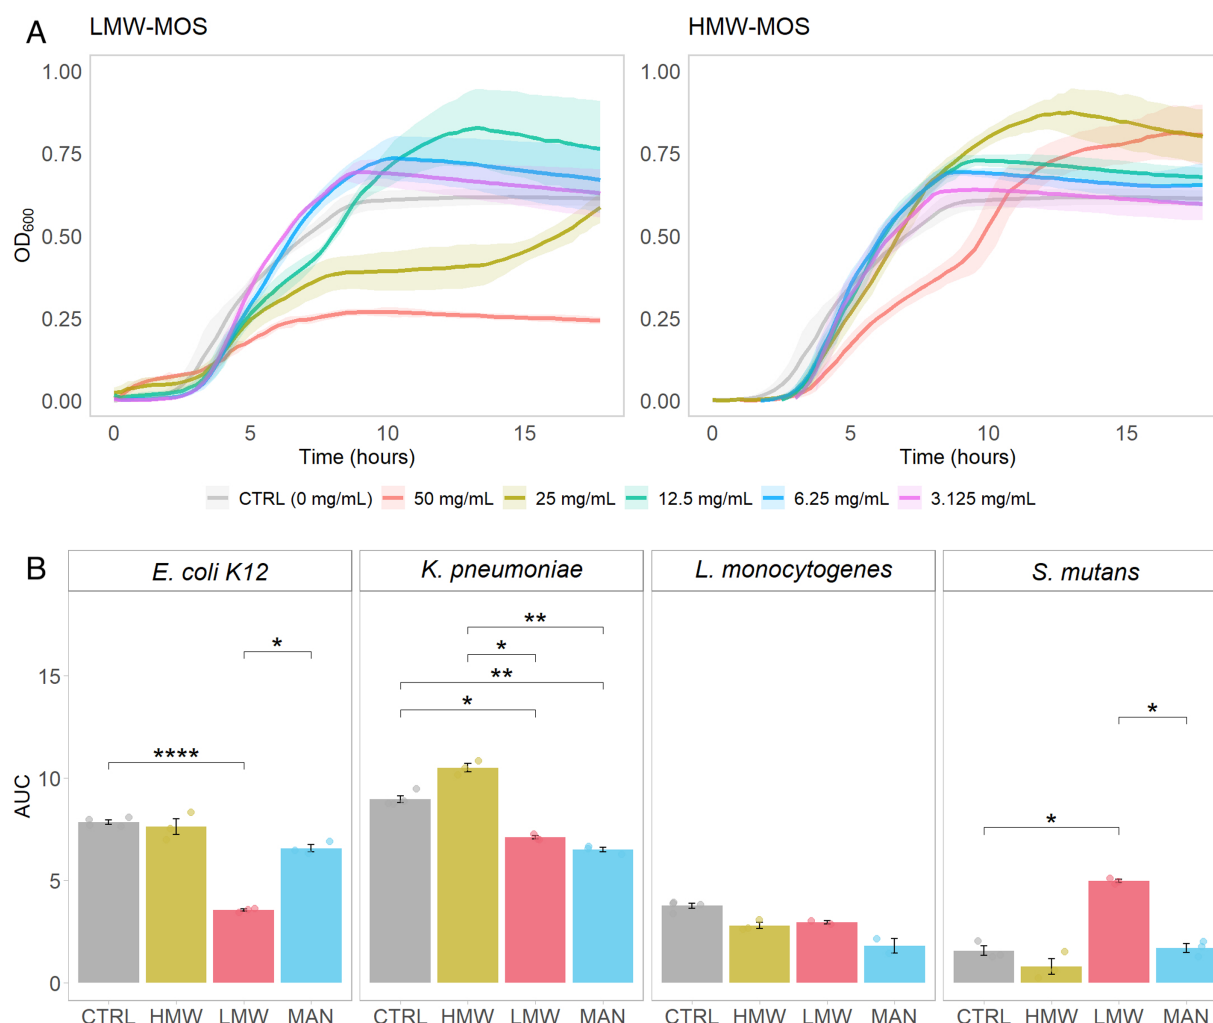 A
LMW-MOS
HMW-MOS
1.00
0.75
0.50
0.25
0.00
OD600
0 5 10 15
Time (hours)
1.00
0.75
0.50
0.25
0.00
0 5 10 15
Time (hours)
CTRL (0 mg/mL) 50 mg/mL 25 mg/mL 12.5 mg/mL 6.25 mg/mL 3.125 mg/mL
B
E. coli K12
K. pneumoniae
L. monocytogenes
S. mutans
**
*
*
**
15
*
*
****
10
*
AUC
5
0
CTRL HMW LMW MAN CTRL HMW LMW MAN CTRL HMW LMW MAN CTRL HMW LMW MAN